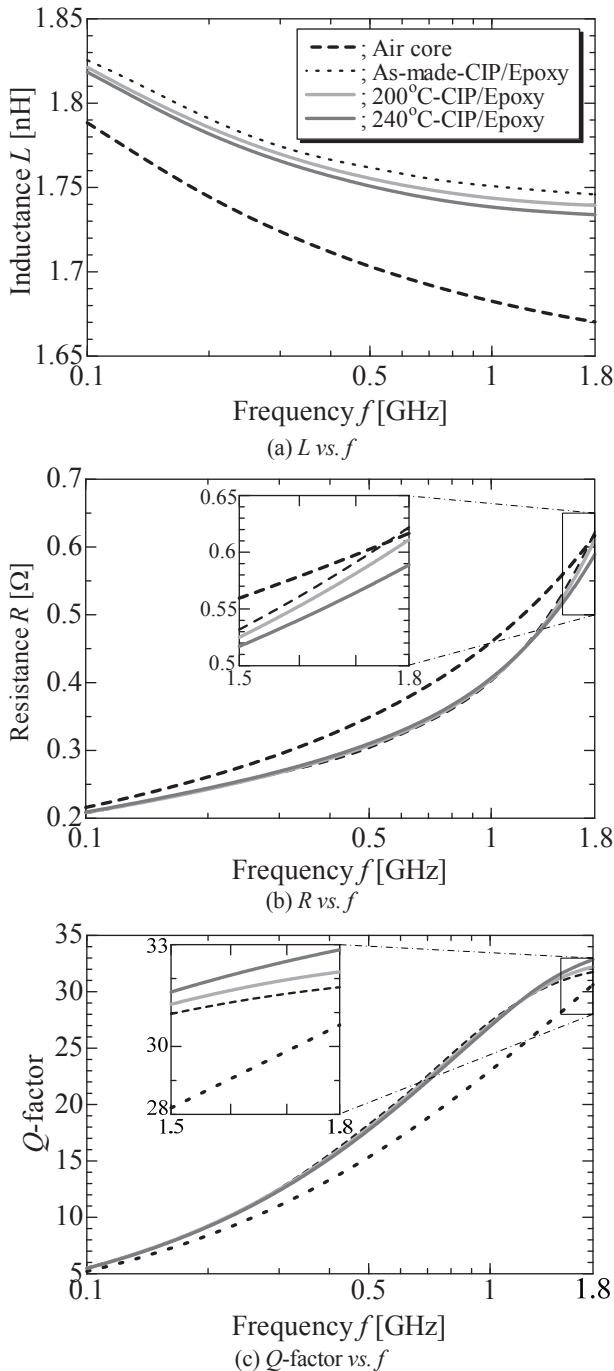 1.85
1.8
1.75
1.7
1.65
Inductance L [nH]
; Air core
; As-made-CIP/Epoxy
; 200°C-CIP/Epoxy
; 240°C-CIP/Epoxy
0.1 0.5 1 1.8
Frequency f [GHz]
(a) L vs. f
0.7
0.6
0.5
0.4
0.3
0.2
Resistance R [Ω]
0.65
0.6
0.55
0.5
1.5 1.8
0.1 0.5 1 1.8
Frequency f [GHz]
(b) R vs. f
35
30
25
20
15
10
5
Q-factor
33
30
28
1.5 1.8
0.1 0.5 1 1.8
Frequency f [GHz]
(c) Q-factor vs. f